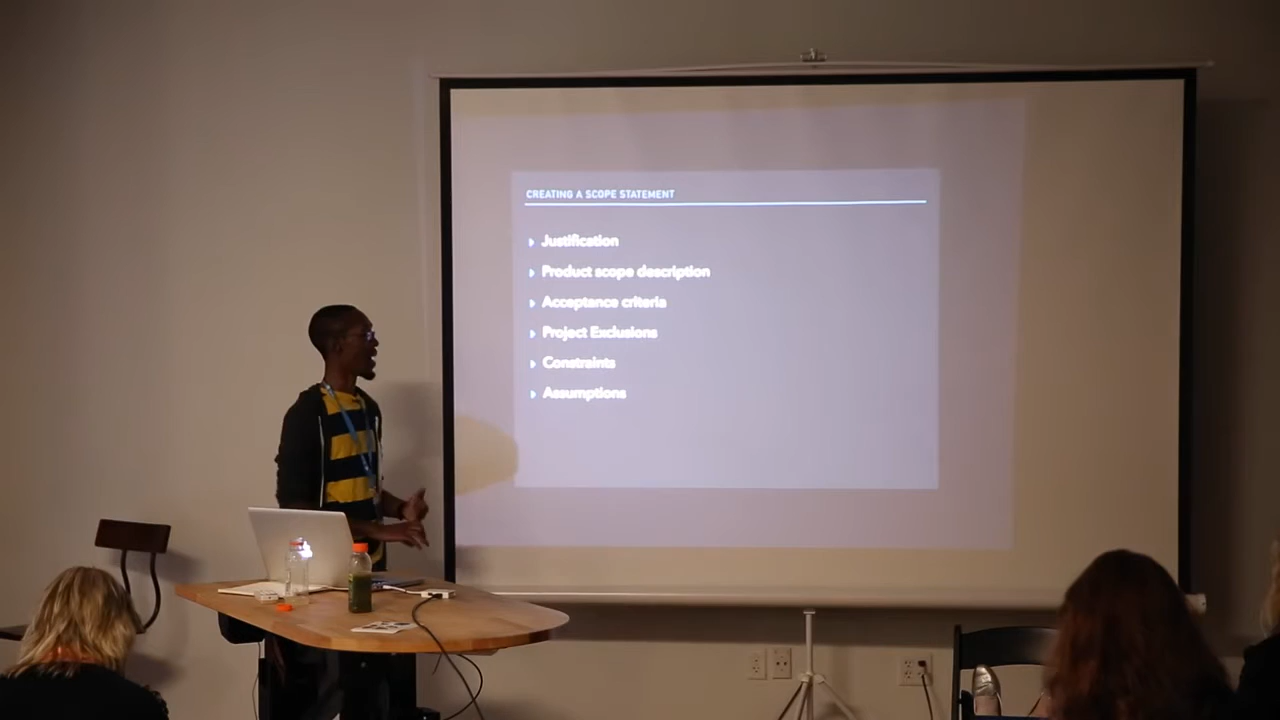 CREATING A SCOPE STATEMENT
Justification
Product scope description
Acceptance criteria
Project Exclusions
Constraints
Assumptions